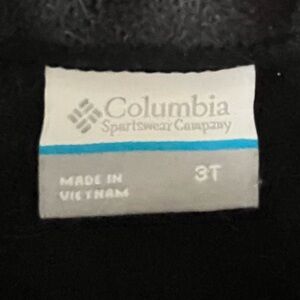 Columbia
Sportswear Company
MADE IN
VIETNAM
3T